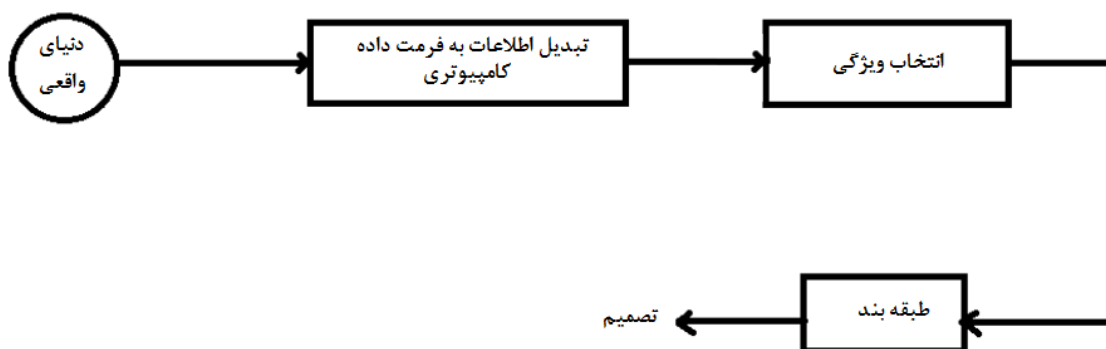 دنیای
واقعی
تبدیل اطلاعات به فرمت داده
کامپیوتری
انتخاب ویژگی
طبقه بند
تصمیم